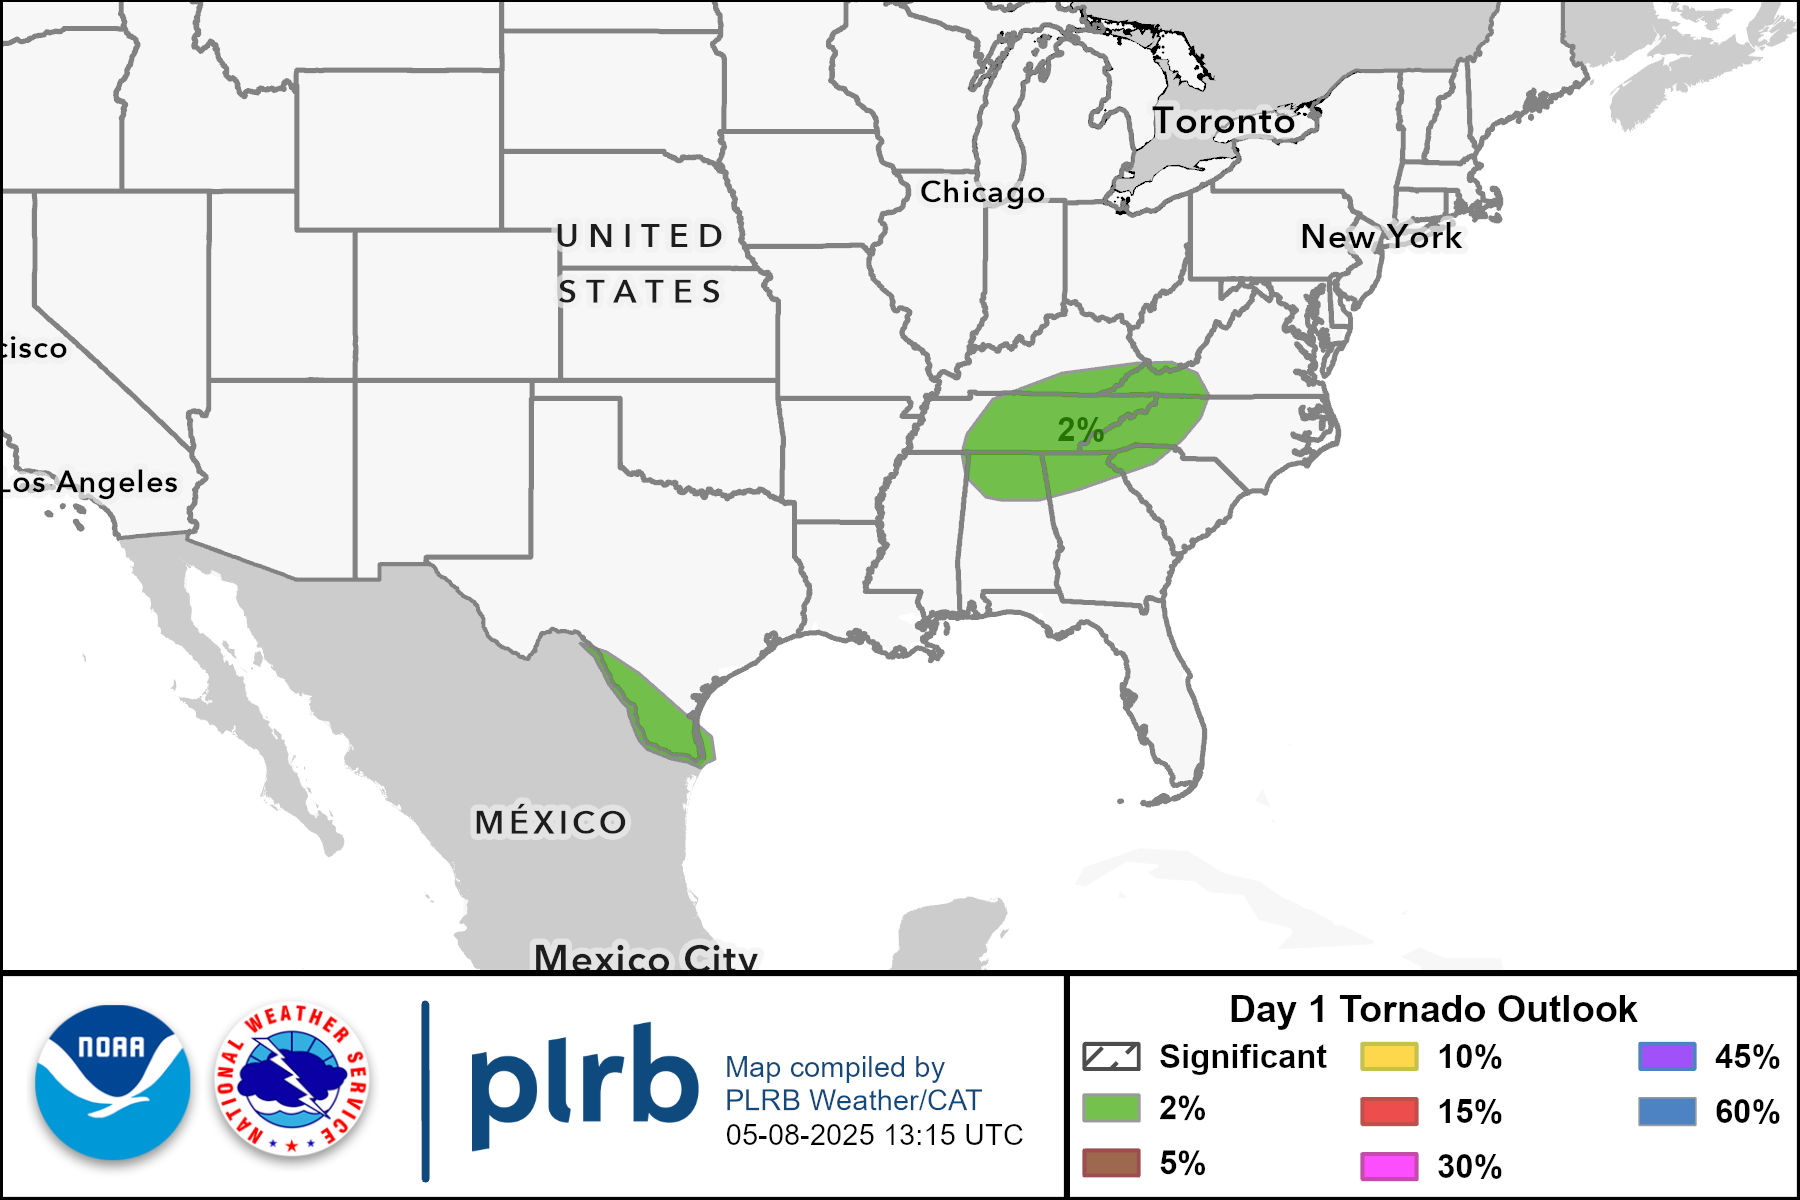 Toronto
Chicago
UNITED
New York
STATES
cisco
2%
Los Angeles
MÉXICO
Mexico City
NOAA
NATIONAL WEATHER SERVICE
plrb
Map compiled by
PLRB Weather/CAT
05-08-2025 13:15 UTC
Day 1 Tornado Outlook
Significant
2%
5%
10%
15%
30%
45%
60%